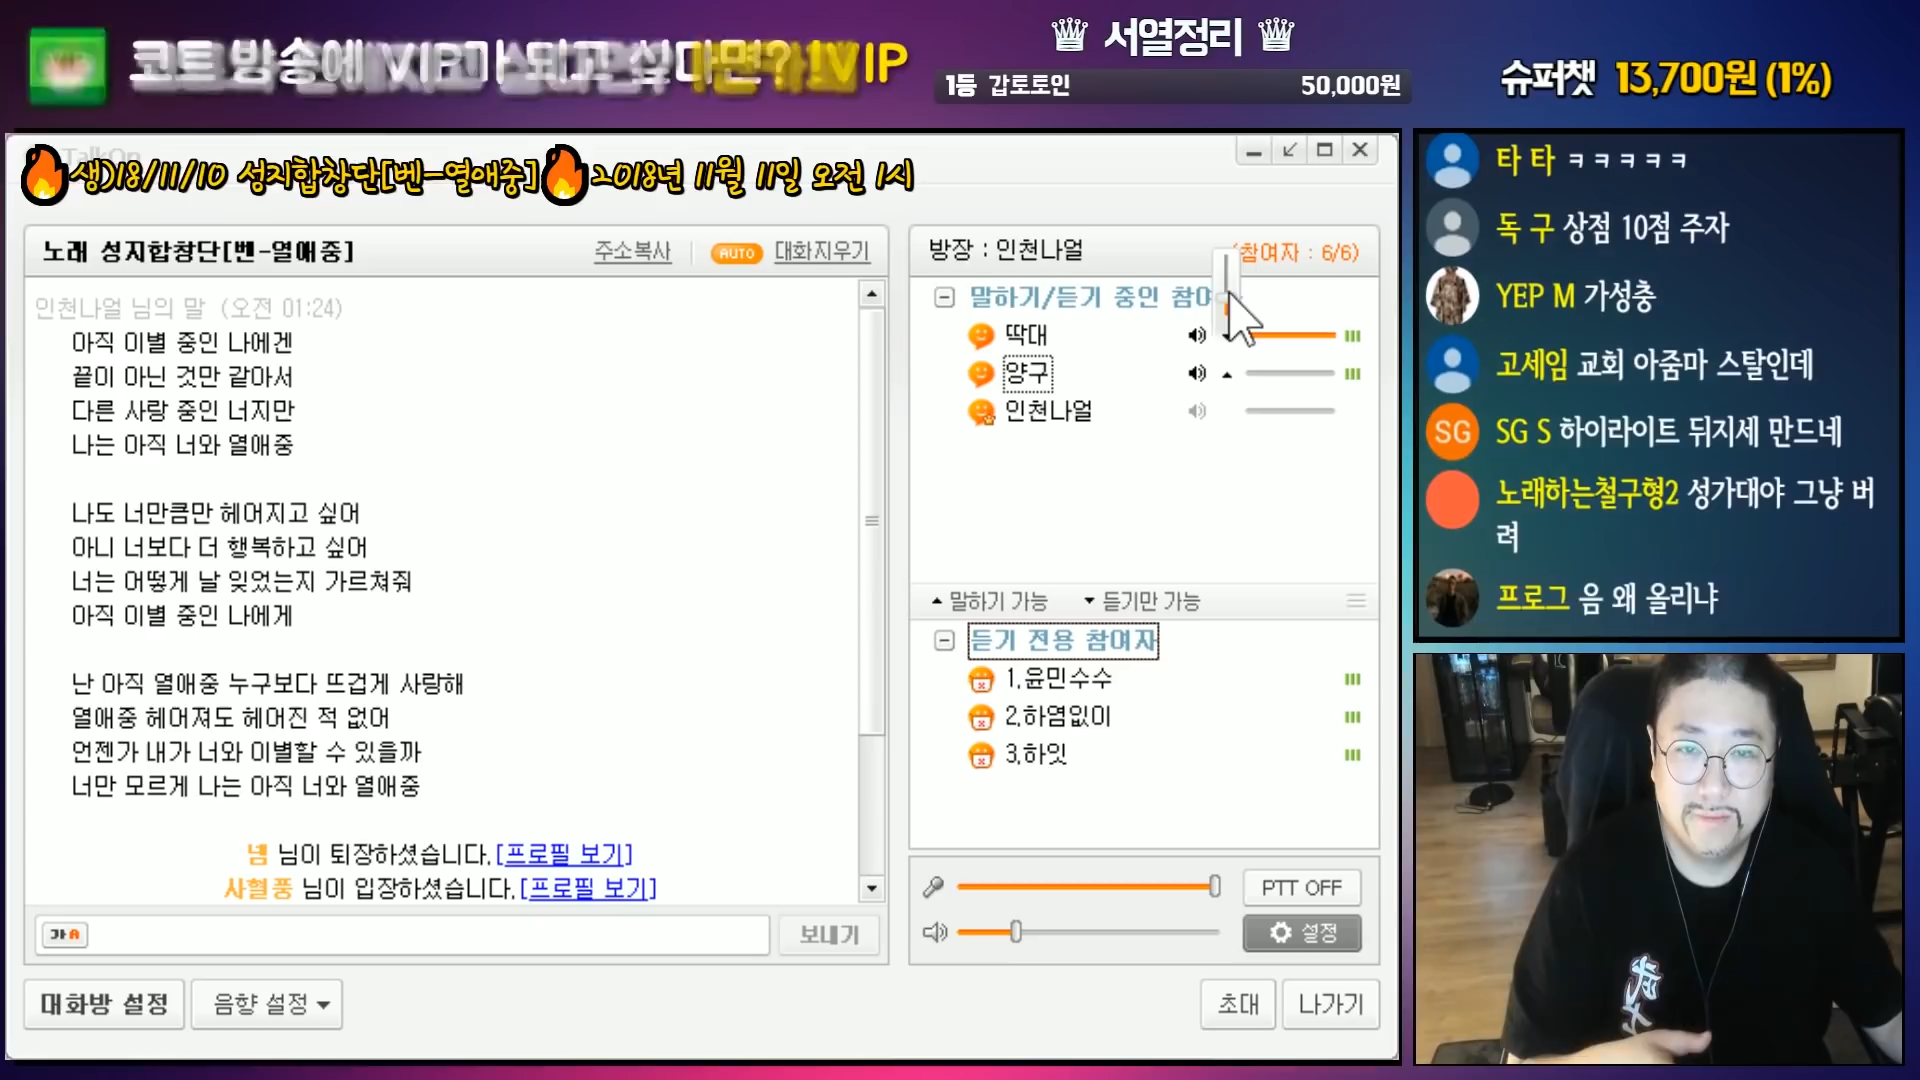 코트 방송에 VIP가 되고 싶다면? VIP
♛ 서열정리 ♛
1등 갑토토인 50,000원
슈퍼챗 13,700원 (1%)
생)18/11/10 성지합창단[벤-열애중] 2018년 11월 11일 오전 1시
노래 성지합창단[벤-열애중] 주소복사 AUTO 대화지우기
인천나얼 님의 말 (오전 01:24)
아직 이별 중인 나에겐
끝이 아닌 것만 같아서
다른 사랑 중인 너지만
나는 아직 너와 열애중
나도 너만큼만 헤어지고 싶어
아니 너보다 더 행복하고 싶어
너는 어떻게 날 잊었는지 가르쳐줘
아직 이별 중인 나에게
난 아직 열애중 누구보다 뜨겁게 사랑해
열애중 헤어져도 헤어진 적 없어
언젠가 내가 너와 이별할 수 있을까
너만 모르게 나는 아직 너와 열애중
넴 님이 퇴장하셨습니다.[프로필 보기]
사혈풍 님이 입장하셨습니다.[프로필 보기]
가A
보내기
대화방 설정
음향 설정
방장 : 인천나얼 (참여자 : 6/6)
말하기/듣기 중인 참여
딱대
양구
인천나얼
말하기 가능 듣기만 가능
듣기 전용 참여자
1.윤민수수
2.하염없이
3.하잇
PTT OFF
설정
초대
나가기
타 타 ㅋㅋㅋㅋㅋ
독 구 상점 10점 주자
YEP M 가성충
고세임 교회 아줌마 스탈인데
SG
SG S 하이라이트 뒤지세 만드네
노래하는철구형2 성가대야 그냥 버
려
프로그 음 왜 올리냐